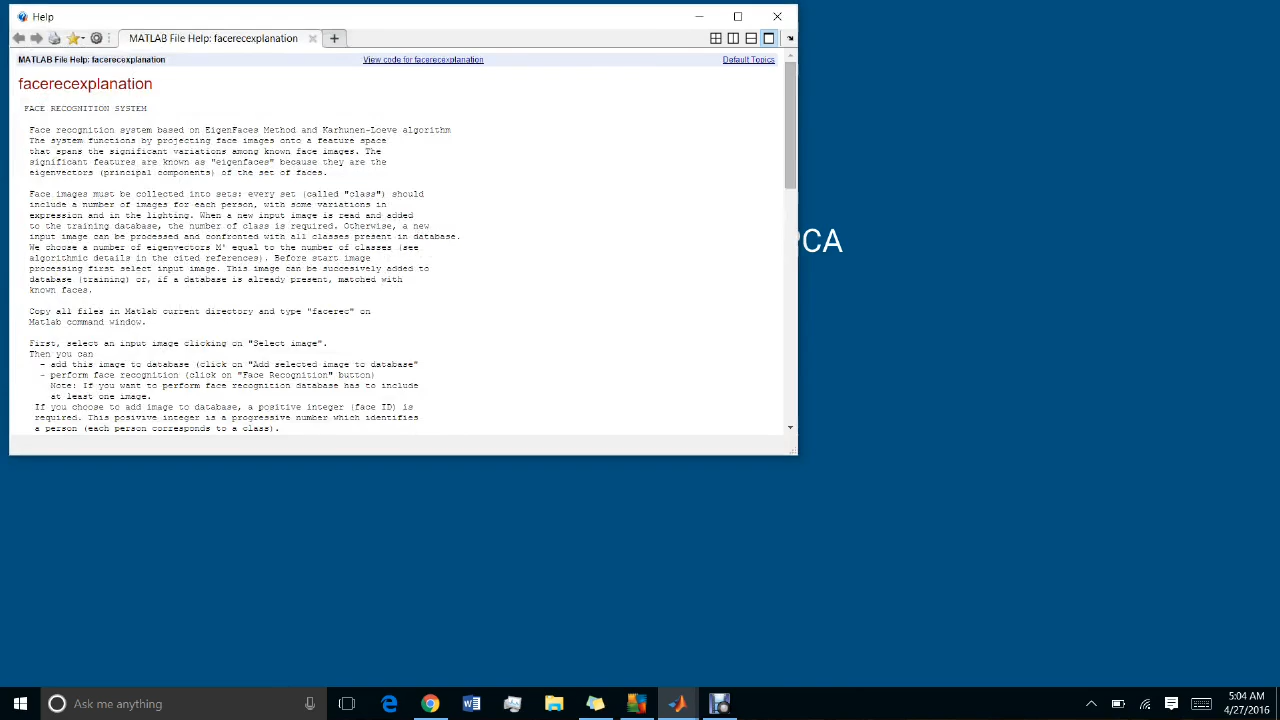 Help
MATLAB File Help: facerecexplanation
MATLAB File Help: facerecexplanation View code for facerecexplanation Default Topics
facerecexplanation
FACE RECOGNITION SYSTEM
Face recognition system based on EigenFaces Method and Karhunen-Loeve algorithm
The system functions by projecting face images onto a feature space
that spans the significant variations among known face images. The
significant features are known as "eigenfaces" because they are the
eigenvectors (principal components) of the set of faces.
Face images must be collected into sets: every set (called "class") should
include a number of images for each person, with some variations in
expression and in the lighting. When a new input image is read and added
to the training database, the number of class is required. Otherwise, a new
input image can be processed and confronted with all classes present in database.
We choose a number of eigenvectors M' equal to the number of classes (see
algorithmic details in the cited references). Before start image
processing first select input image. This image can be succesively added to
database (training) or, if a database is already present, matched with
known faces.
Copy all files in Matlab current directory and type "facerec" on
Matlab command window.
First, select an input image clicking on "Select image".
Then you can
- add this image to database (click on "Add selected image to database"
- perform face recognition (click on "Face Recognition" button)
Note: If you want to perform face recognition database has to include
at least one image.
If you choose to add image to database, a positive integer (face ID) is
required. This posivive integer is a progressive number which identifies
a person (each person corresponds to a class).
PCA
Ask me anything
5:04 AM
4/27/2016